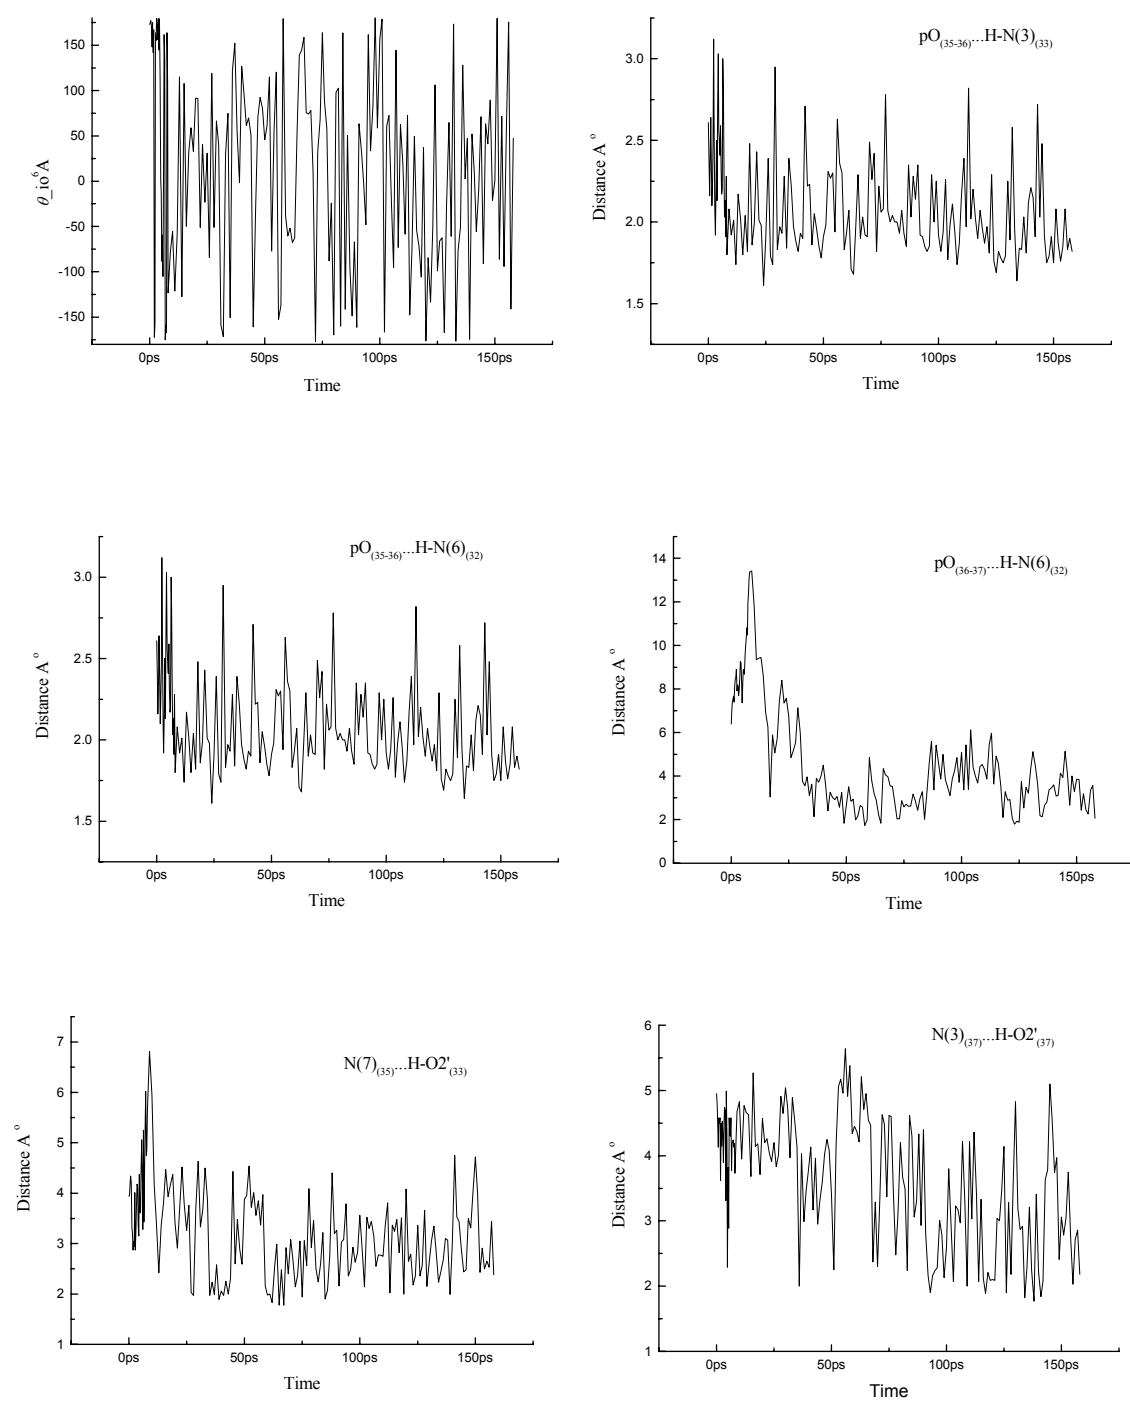 θ_io⁶A
150
100
50
0
-50
-100
-150
0ps 50ps 100ps 150ps
Time
pO(35-36)...H-N(3)(33)
Distance A °
3.0
2.5
2.0
1.5
0ps 50ps 100ps 150ps
Time
pO(35-36)...H-N(6)(32)
Distance A °
3.0
2.5
2.0
1.5
0ps 50ps 100ps 150ps
Time
pO(36-37)...H-N(6)(32)
Distance A °
14
12
10
8
6
4
2
0
0ps 50ps 100ps 150ps
Time
N(7)(35)...H-O2'(33)
Distance A °
7
6
5
4
3
2
1
0ps 50ps 100ps 150ps
Time
N(3)(37)...H-O2'(37)
Distance A °
6
5
4
3
2
1
0ps 50ps 100ps 150ps
Time